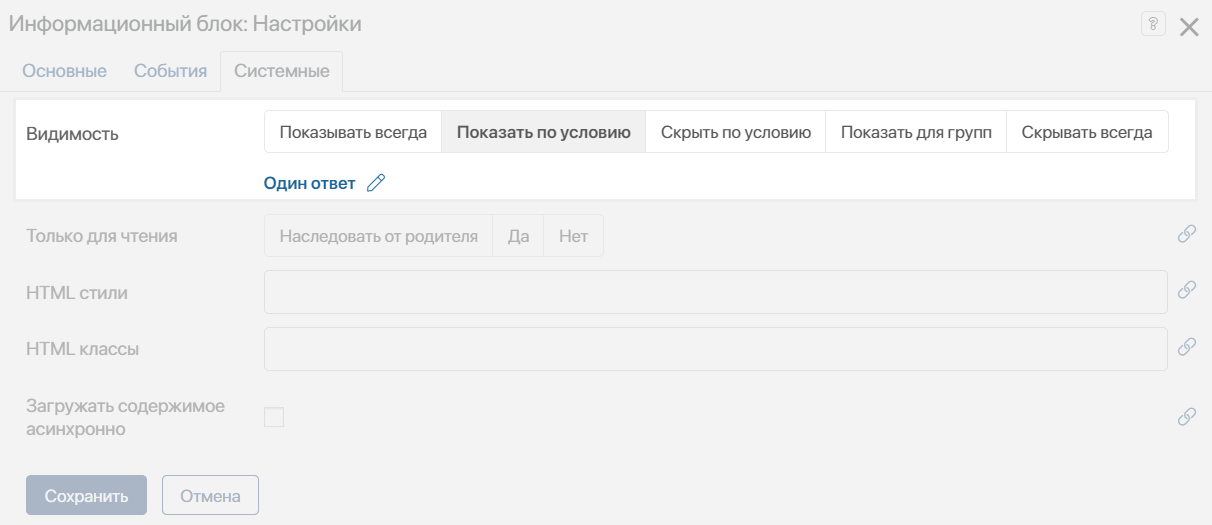 Информационный блок: Настройки
?
Основные События Системные
Видимость
Показывать всегда Показать по условию Скрыть по условию Показать для групп Скрывать всегда
Один ответ
Только для чтения Наследовать от родителя Да Нет
HTML стили
HTML классы
Загружать содержимое
асинхронно
Сохранить Отмена